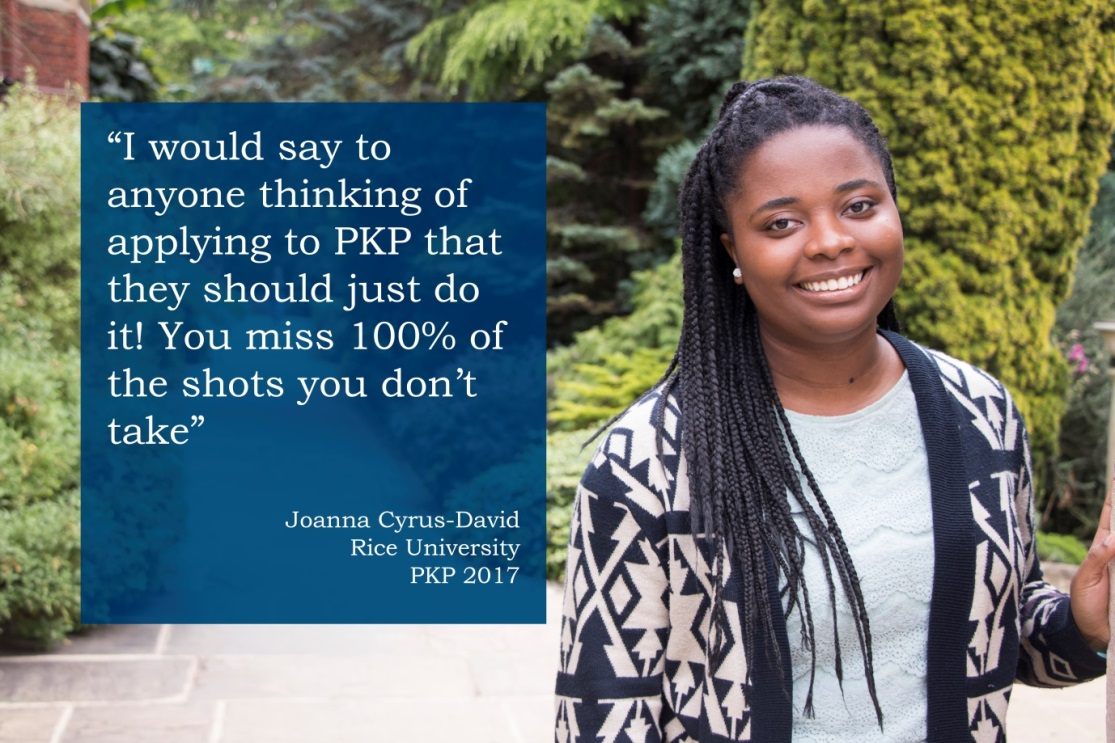 “I would say to
anyone thinking of
applying to PKP that
they should just do
it! You miss 100% of
the shots you don’t
take”
Joanna Cyrus-David
Rice University
PKP 2017